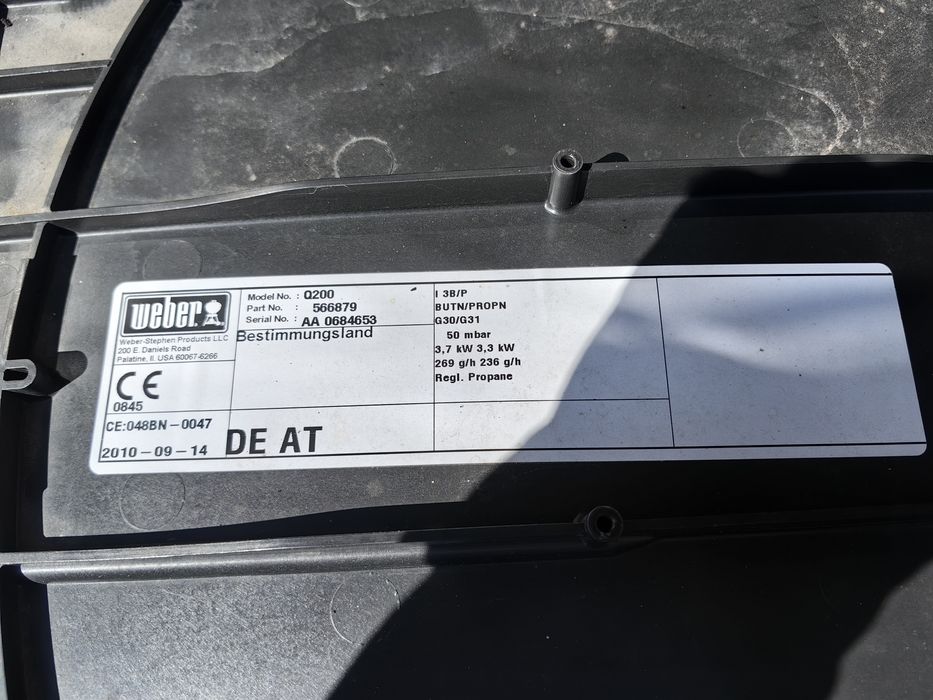 weber
Weber-Stephen Products LLC
200 E. Daniels Road
Palatine, Il. USA 60067-6266
CE
0845
CE:048BN-0047
2010-09-14
Model No. : Q200
Part No. : 566879
Serial No. : AA 0684653
Bestimmungsland
DE AT
I 3B/P
BUTN/PROPN
G30/G31
50 mbar
3,7 kW 3,3 kW
269 g/h 236 g/h
Regl. Propane